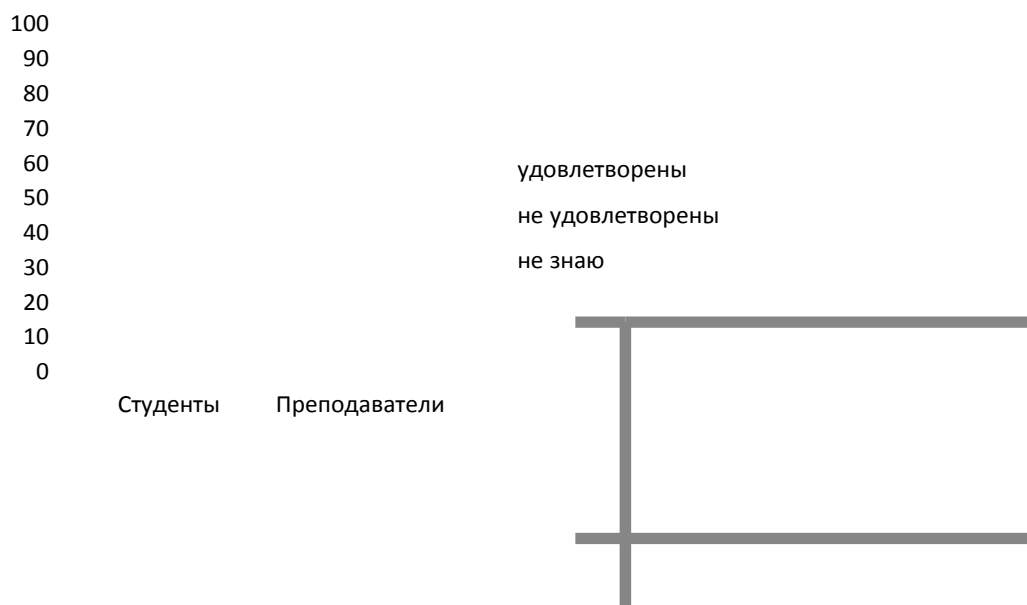 100
90
80
70
60
50
40
30
20
10
0
Студенты Преподаватели
удовлетворены
не удовлетворены
не знаю